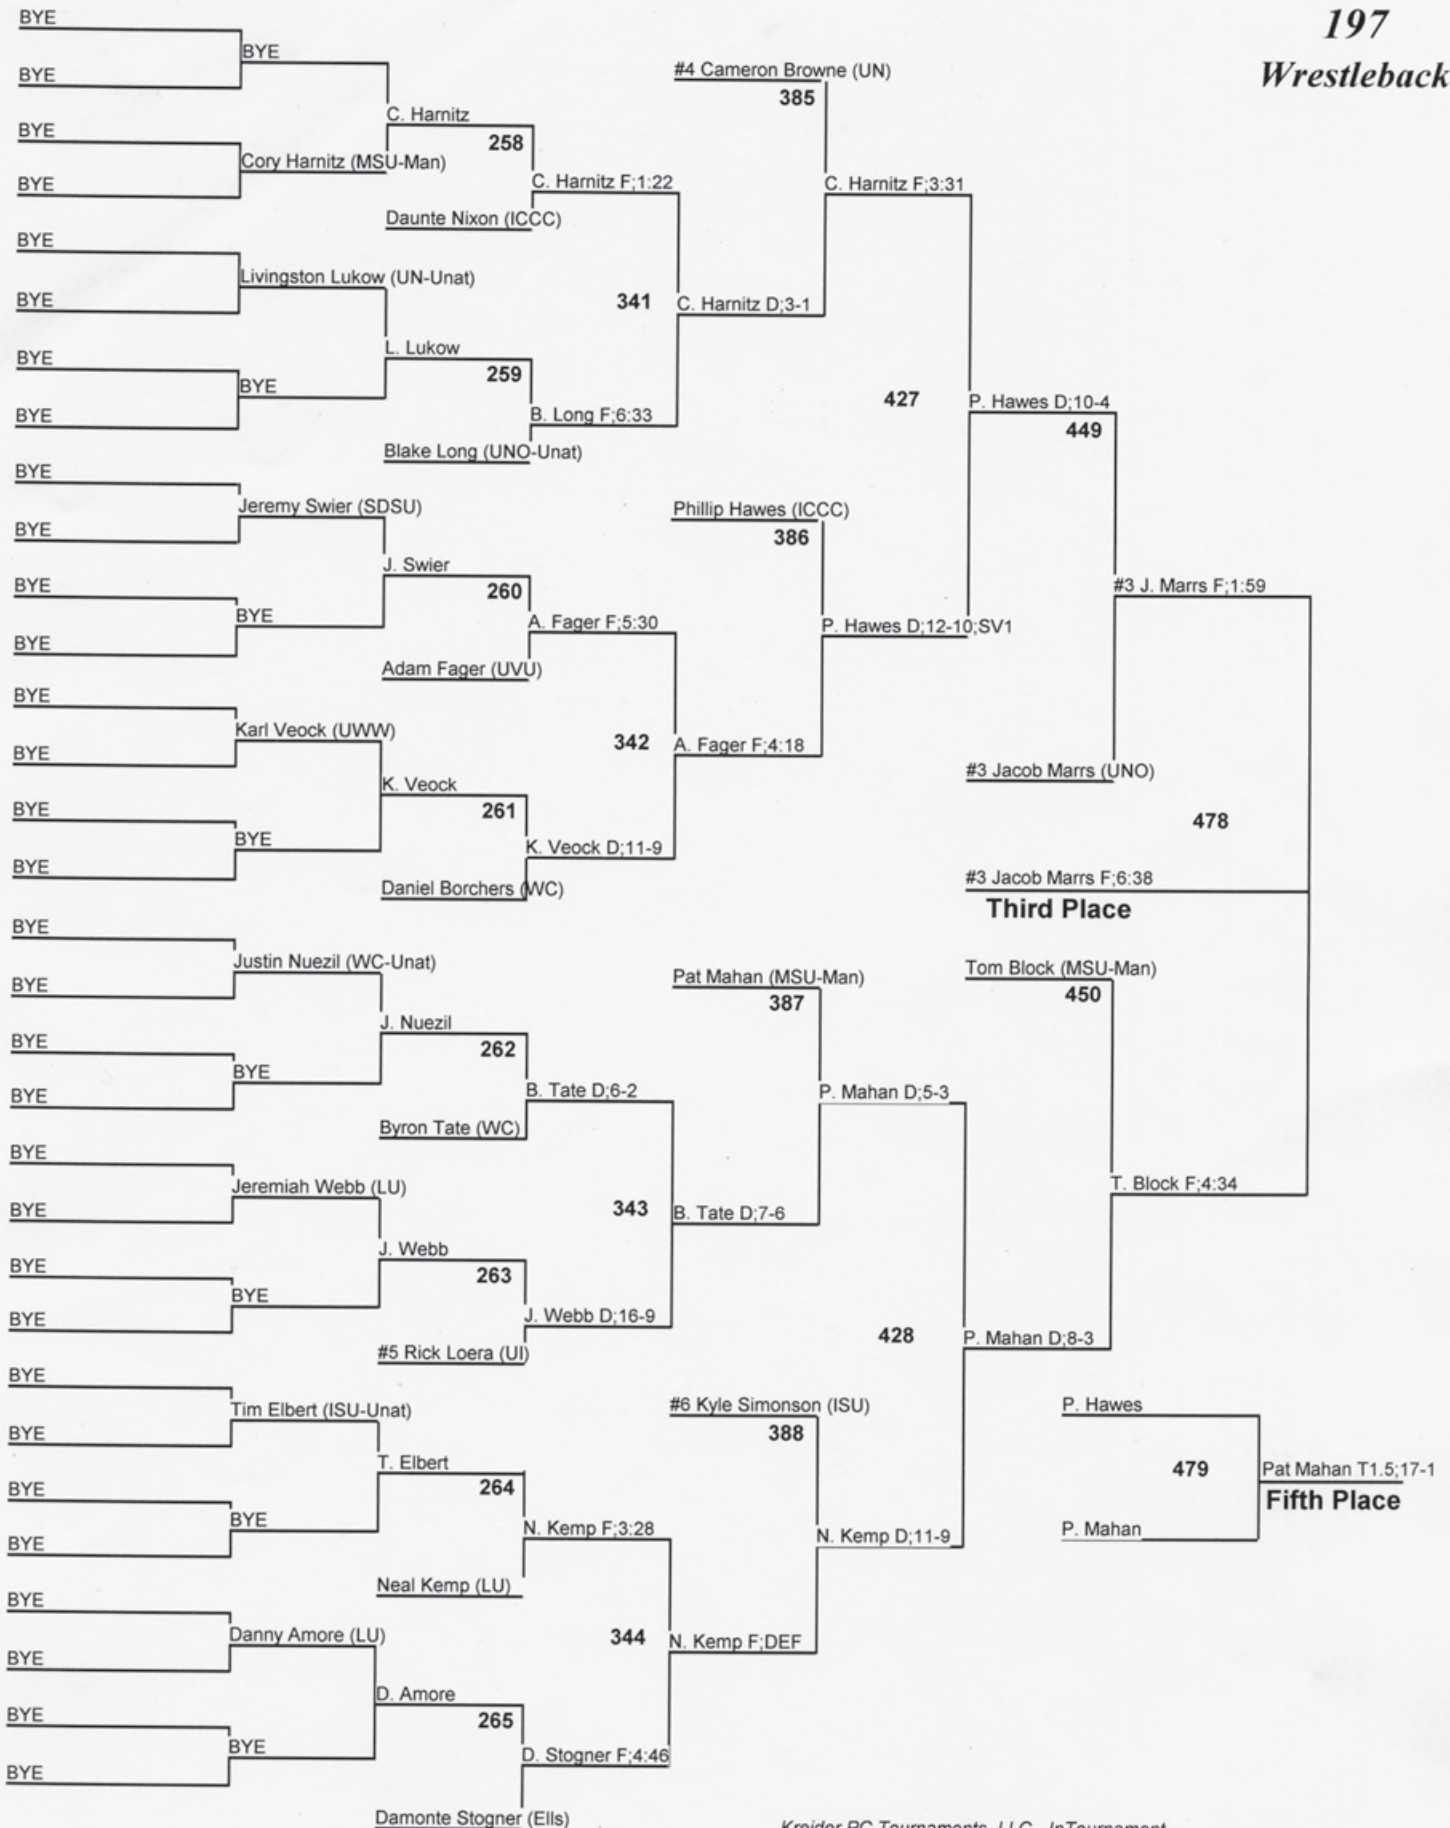 197
Wrestleback
BYE
BYE
BYE
#4 Cameron Browne (UN)
385
BYE
C. Harnitz
258
BYE
Cory Harnitz (MSU-Man)
BYE
C. Harnitz F;1:22
C. Harnitz F;3:31
Daunte Nixon (ICCC)
BYE
Livingston Lukow (UN-Unat)
BYE
341
C. Harnitz D;3-1
L. Lukow
BYE
259
BYE
427
P. Hawes D;10-4
BYE
B. Long F;6:33
449
Blake Long (UNO-Unat)
BYE
Jeremy Swier (SDSU)
Phillip Hawes (ICCC)
BYE
386
J. Swier
BYE
260
#3 J. Marrs F;1:59
BYE
A. Fager F;5:30
P. Hawes D;12-10;SV1
BYE
Adam Fager (UVU)
BYE
Karl Veock (UWW)
BYE
342
A. Fager F;4:18
#3 Jacob Marrs (UNO)
K. Veock
BYE
261
478
BYE
K. Veock D;11-9
BYE
#3 Jacob Marrs F;6:38
Daniel Borchers (WC)
Third Place
BYE
Justin Nuezil (WC-Unat)
Pat Mahan (MSU-Man)
Tom Block (MSU-Man)
BYE
387
450
J. Nuezil
BYE
262
BYE
BYE
B. Tate D;6-2
P. Mahan D;5-3
Byron Tate (WC)
BYE
Jeremiah Webb (LU)
T. Block F;4:34
BYE
343
B. Tate D;7-6
J. Webb
BYE
263
BYE
BYE
J. Webb D;16-9
428
P. Mahan D;8-3
#5 Rick Loera (UI)
BYE
Tim Elbert (ISU-Unat)
#6 Kyle Simonson (ISU)
P. Hawes
BYE
388
T. Elbert
479
Pat Mahan T1.5;17-1
BYE
264
Fifth Place
BYE
N. Kemp F;3:28
N. Kemp D;11-9
P. Mahan
BYE
Neal Kemp (LU)
BYE
Danny Amore (LU)
344
N. Kemp F;DEF
BYE
D. Amore
BYE
265
BYE
D. Stogner F;4:46
BYE
Damonte Stogner (Ells)
Kreider PC Tournaments, LLC - InTournament